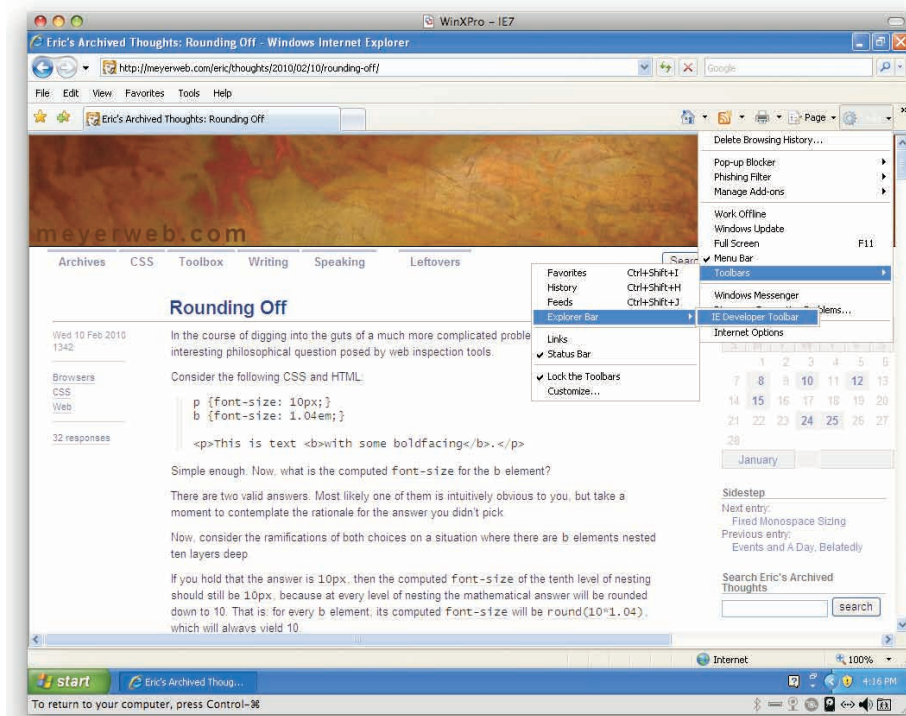 WinXPro – IE7
Eric's Archived Thoughts: Rounding Off - Windows Internet Explorer
http://meyerweb.com/eric/thoughts/2010/02/10/rounding-off/
Google
File Edit View Favorites Tools Help
Eric's Archived Thoughts: Rounding Off
Page
Delete Browsing History...
Pop-up Blocker
Phishing Filter
Manage Add-ons
Work Offline
Windows Update
Full Screen F11
Menu Bar
Toolbars
Windows Messenger
Internet Options
Favorites Ctrl+Shift+I
History Ctrl+Shift+H
Feeds Ctrl+Shift+J
Explorer Bar
IE Developer Toolbar
Links
Status Bar
Lock the Toolbars
Customize...
meyerweb.com
Archives CSS Toolbox Writing Speaking Leftovers
Rounding Off
Wed 10 Feb 2010
1342
Browsers
CSS
Web
32 responses
In the course of digging into the guts of a much more complicated
interesting philosophical question posed by web inspection tools.
Consider the following CSS and HTML:
p {font-size: 10px;}
b {font-size: 1.04em;}
<p>This is text <b>with some boldfacing</b>.</p>
Simple enough. Now, what is the computed font-size for the b element?
There are two valid answers. Most likely one of them is intuitively obvious to you, but take a
moment to contemplate the rationale for the answer you didn't pick
Now, consider the ramifications of both choices on a situation where there are b elements nested
ten layers deep
If you hold that the answer is 10px, then the computed font-size of the tenth level of nesting
should still be 10px, because at every level of nesting the mathematical answer will be rounded
down to 10. That is: for every b element, its computed font-size will be round(10*1.04),
which will always yield 10.
1 2 3 4 5 6
7 8 9 10 11 12 13
14 15 16 17 18 19 20
21 22 23 24 25 26 27
28
January
Sidestep
Next entry:
Fixed Monospace Sizing
Previous entry:
Events and A Day, Belatedly
Search Eric's Archived
Thoughts
search
Internet 100%
start Eric's Archived Thoug... 4:16 PM
To return to your computer, press Control-⌘